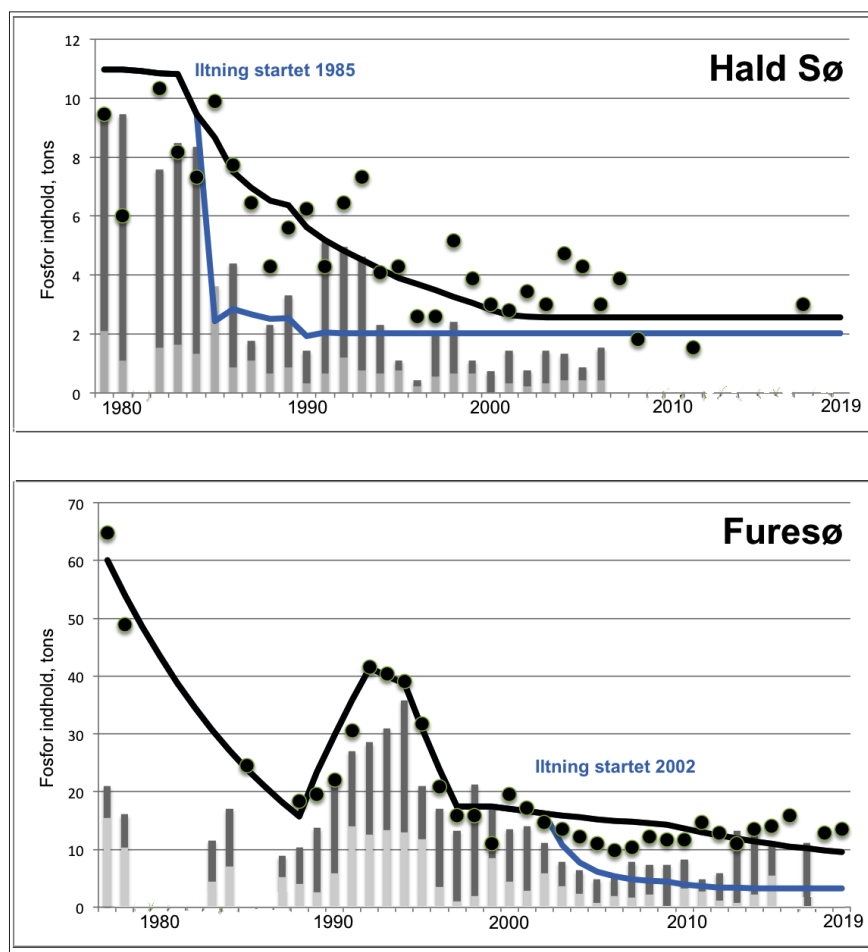 Hald Sø
Iltning startet 1985
Fosfor indhold, tons
12
10
8
6
4
2
0
1980 1990 2000 2010 2019
Furesø
Iltning startet 2002
Fosfor indhold, tons
70
60
50
40
30
20
10
0
1980 1990 2000 2010 2019